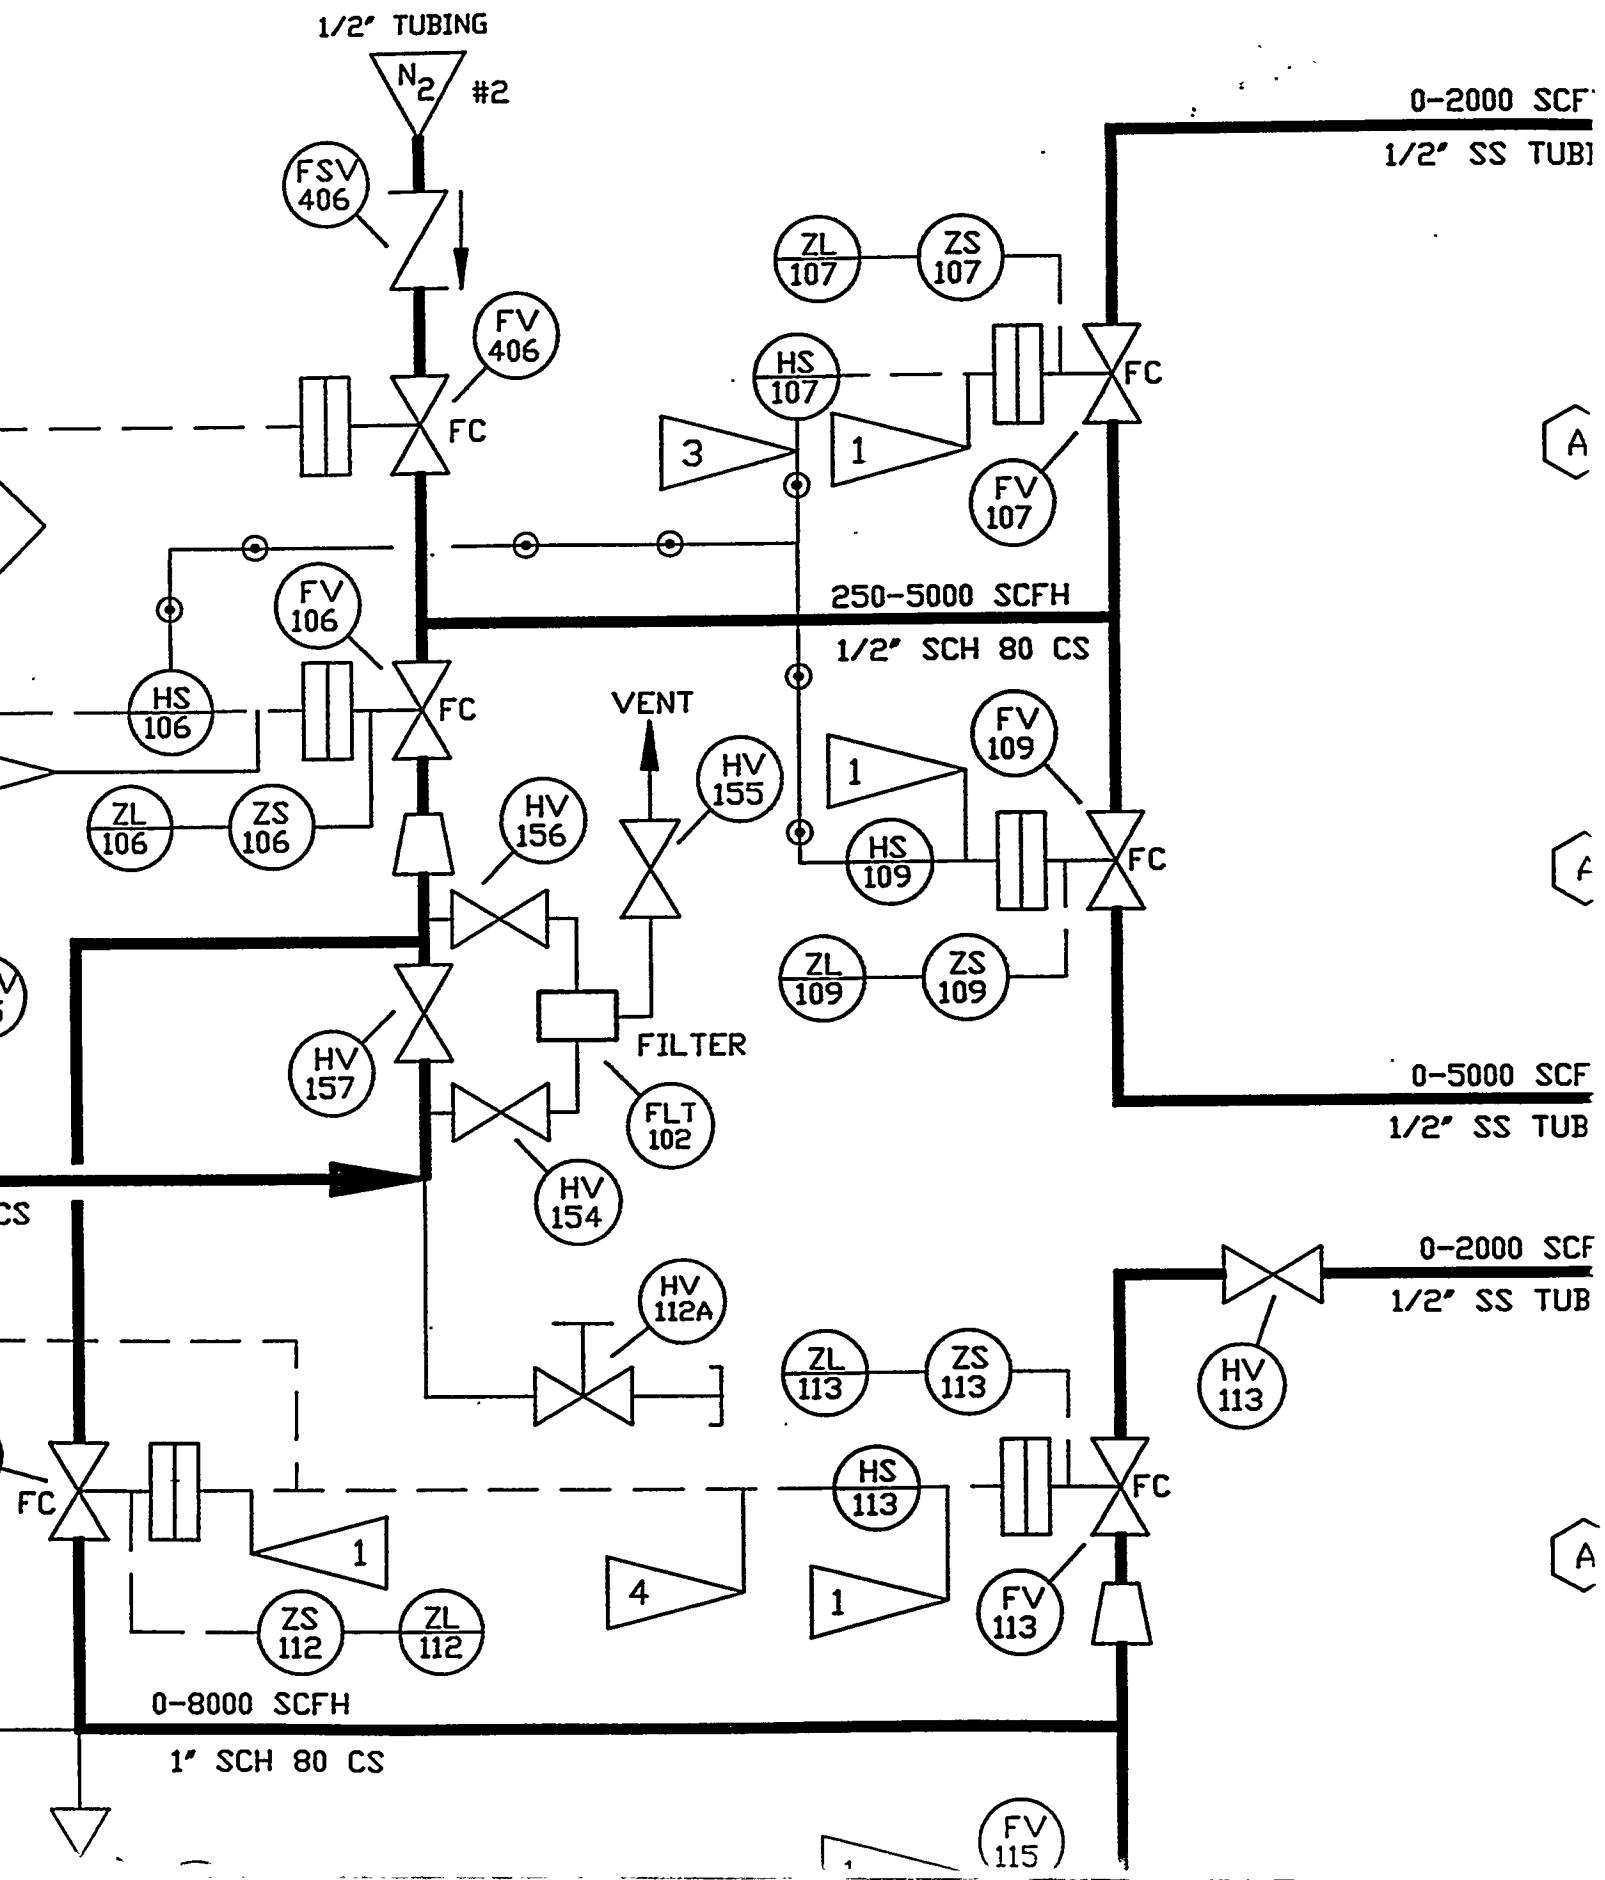 1/2" TUBING
N2
#2
0-2000 SCF
1/2" SS TUBI
FSV
406
ZL
107
ZS
107
FV
406
HS
107
FC
FC
3
1
A
FV
107
FV
106
250-5000 SCFH
1/2" SCH 80 CS
HS
106
FC
VENT
FV
109
HV
155
1
ZL
106
ZS
106
HV
156
HS
109
FC
ZL
109
ZS
109
HV
157
FILTER
FLT
102
0-5000 SCF
1/2" SS TUB
CS
HV
154
0-2000 SCF
1/2" SS TUB
HV
112A
ZL
113
ZS
113
HV
113
FC
HS
113
FC
1
4
1
FV
113
A
ZS
112
ZL
112
0-8000 SCFH
1" SCH 80 CS
FV
115
1